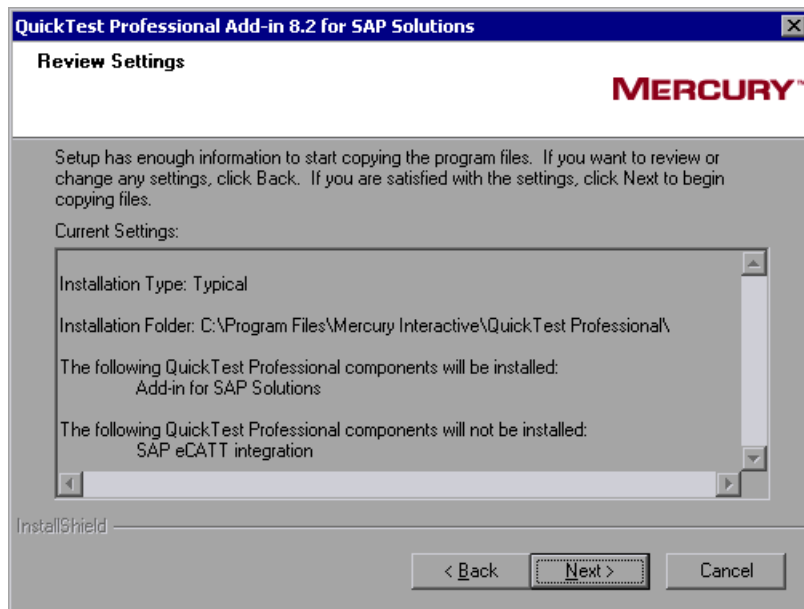 QuickTest Professional Add-in 8.2 for SAP Solutions
Review Settings
MERCURY™
Setup has enough information to start copying the program files.  If you want to review or
change any settings, click Back.  If you are satisfied with the settings, click Next to begin
copying files.
Current Settings:
Installation Type: Typical
Installation Folder: C:\Program Files\Mercury Interactive\QuickTest Professional\
The following QuickTest Professional components will be installed:
Add-in for SAP Solutions
The following QuickTest Professional components will not be installed:
SAP eCATT integration
InstallShield
< Back
Next >
Cancel